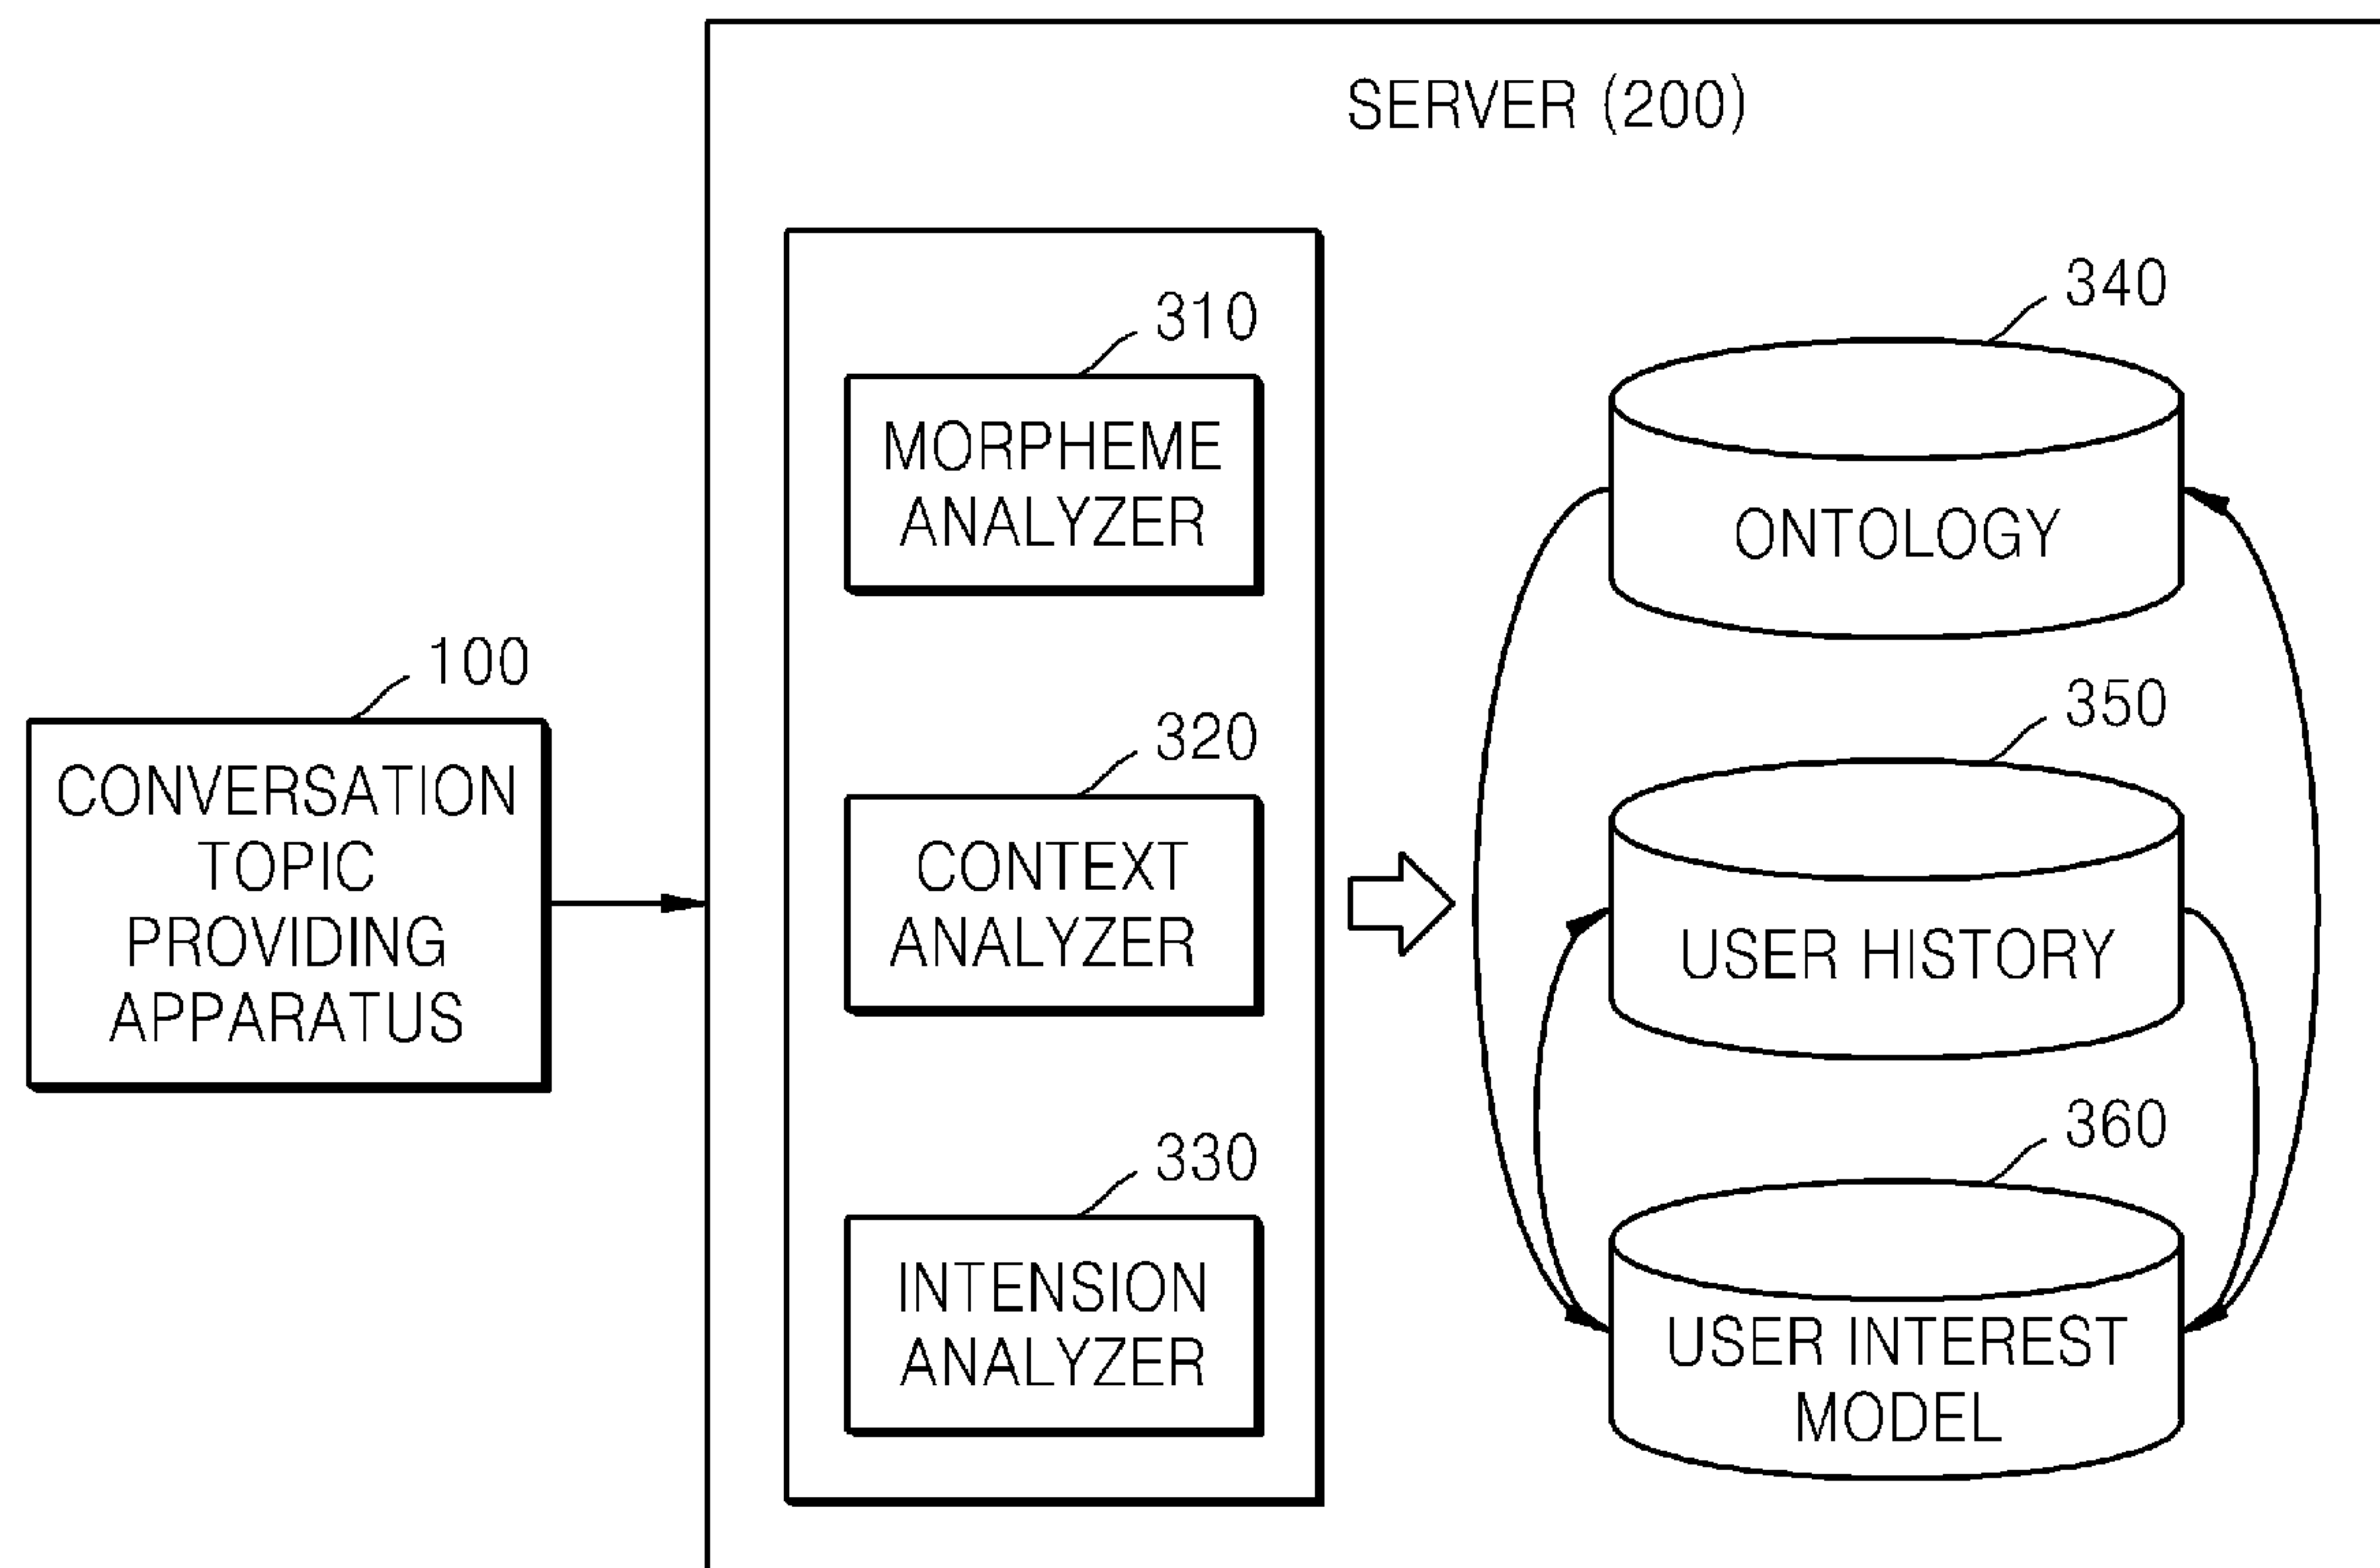 SERVER (200)
100
CONVERSATION
TOPIC
PROVIDING
APPARATUS
310
MORPHEME
ANALYZER
320
CONTEXT
ANALYZER
330
INTENSION
ANALYZER
340
ONTOLOGY
350
USER HISTORY
360
USER INTEREST
MODEL